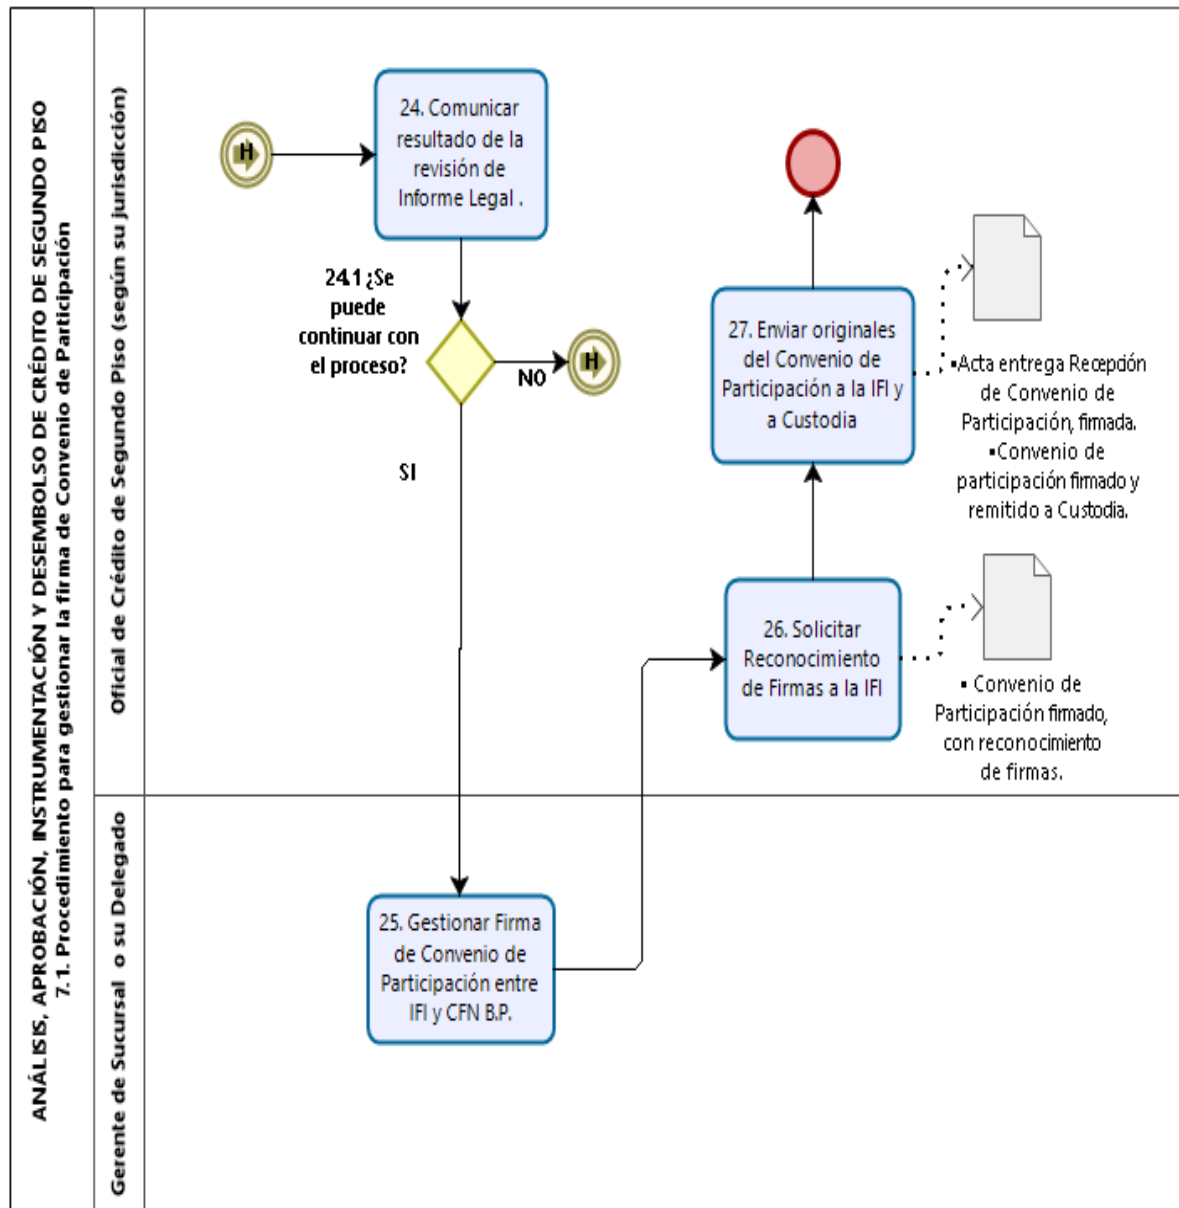 ANÁLISIS, APROBACIÓN, INSTRUMENTACIÓN Y DESEMBOLSO DE CRÉDITO DE SEGUNDO PISO
7.1. Procedimiento para gestionar la firma de Convenio de Participación
Oficial de Crédito de Segundo Piso (según su jurisdicción)
H
24. Comunicar
resultado de la
revisión de
Informe Legal .
24.1 ¿Se
puede
continuar con
el proceso?
NO
H
SI
27. Enviar originales
del Convenio de
Participación a la IFI y
a Custodia
▪Acta entrega Recepción
de Convenio de
Participación, firmada.
▪Convenio de
participación firmado y
remitido a Custodia.
26. Solicitar
Reconocimiento
de Firmas a la IFI
▪ Convenio de
Participación firmado,
con reconocimiento
de firmas.
Gerente de Sucursal o su Delegado
25. Gestionar Firma
de Convenio de
Participación entre
IFI y CFN B.P.